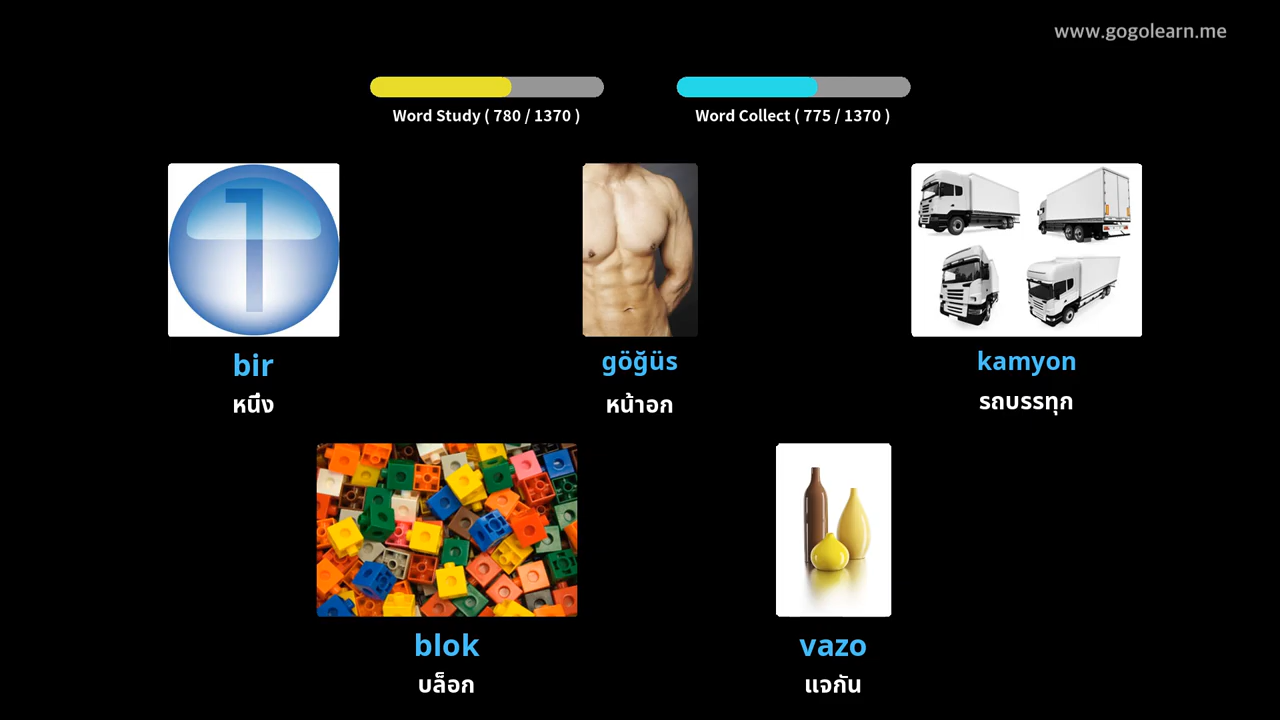 www.gogolearn.me
Word Study ( 780 / 1370 )
Word Collect ( 775 / 1370 )
1
bir
göğüs
kamyon
หนึ่ง
หน้าอก
รถบรรทุก
blok
vazo
บล็อก
แจกัน